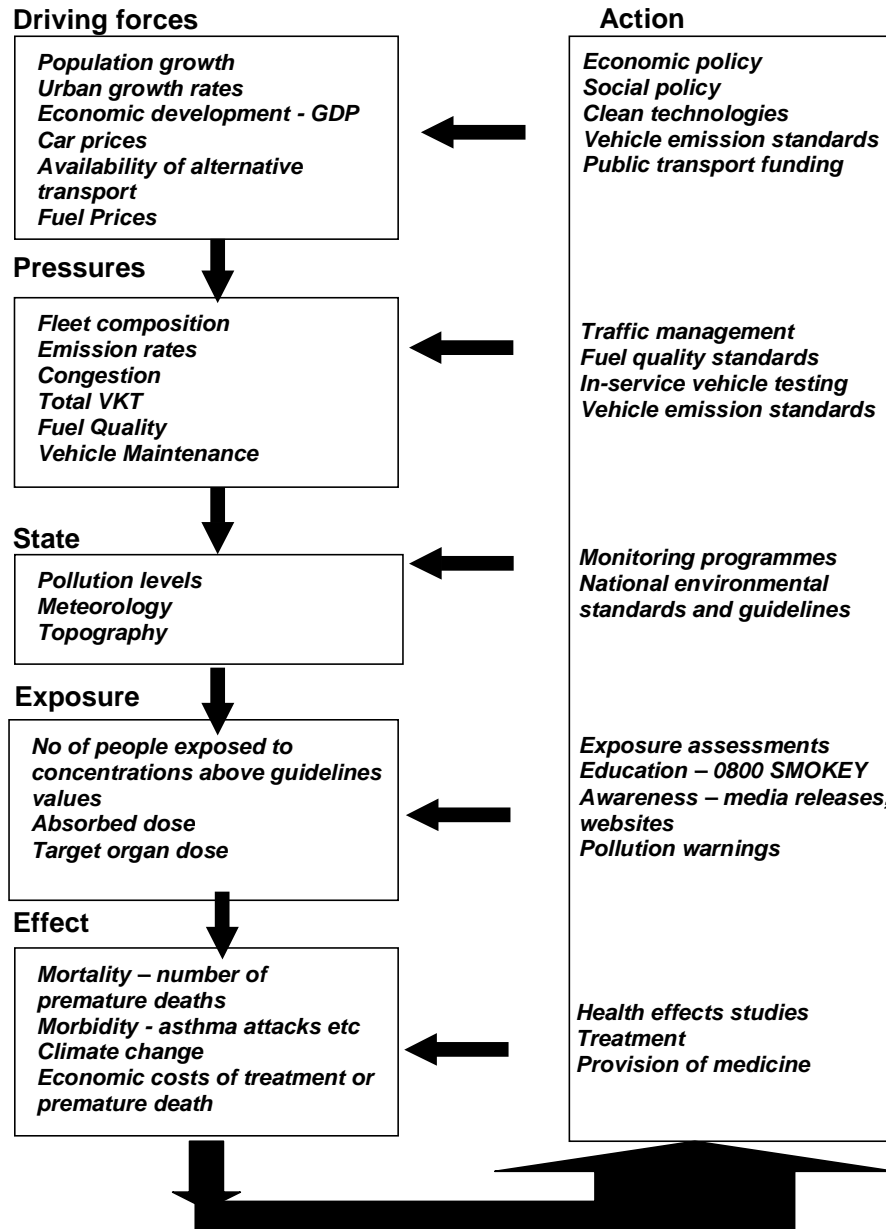 Driving forces
Population growth
Urban growth rates
Economic development - GDP
Car prices
Availability of alternative
transport
Fuel Prices
Pressures
Fleet composition
Emission rates
Congestion
Total VKT
Fuel Quality
Vehicle Maintenance
State
Pollution levels
Meteorology
Topography
Exposure
No of people exposed to
concentrations above guidelines
values
Absorbed dose
Target organ dose
Effect
Mortality – number of
premature deaths
Morbidity - asthma attacks etc
Climate change
Economic costs of treatment or
premature death
Action
Economic policy
Social policy
Clean technologies
Vehicle emission standards
Public transport funding
Traffic management
Fuel quality standards
In-service vehicle testing
Vehicle emission standards
Monitoring programmes
National environmental
standards and guidelines
Exposure assessments
Education – 0800 SMOKEY
Awareness – media releases,
websites
Pollution warnings
Health effects studies
Treatment
Provision of medicine